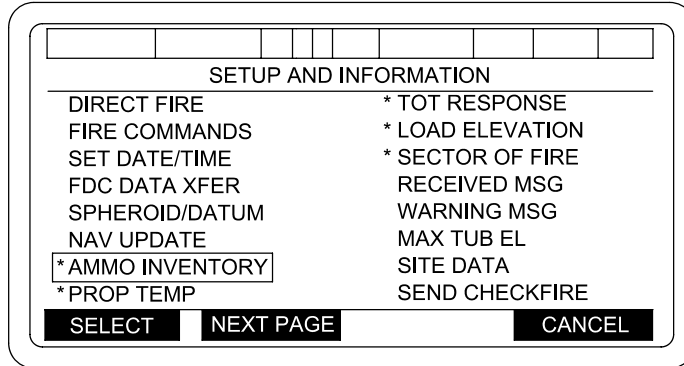 SETUP AND INFORMATION
DIRECT FIRE
FIRE COMMANDS
SET DATE/TIME
FDC DATA XFER
SPHEROID/DATUM
NAV UPDATE
* AMMO INVENTORY
* PROP TEMP
* TOT RESPONSE
* LOAD ELEVATION
* SECTOR OF FIRE
RECEIVED MSG
WARNING MSG
MAX TUB EL
SITE DATA
SEND CHECKFIRE
SELECT NEXT PAGE CANCEL